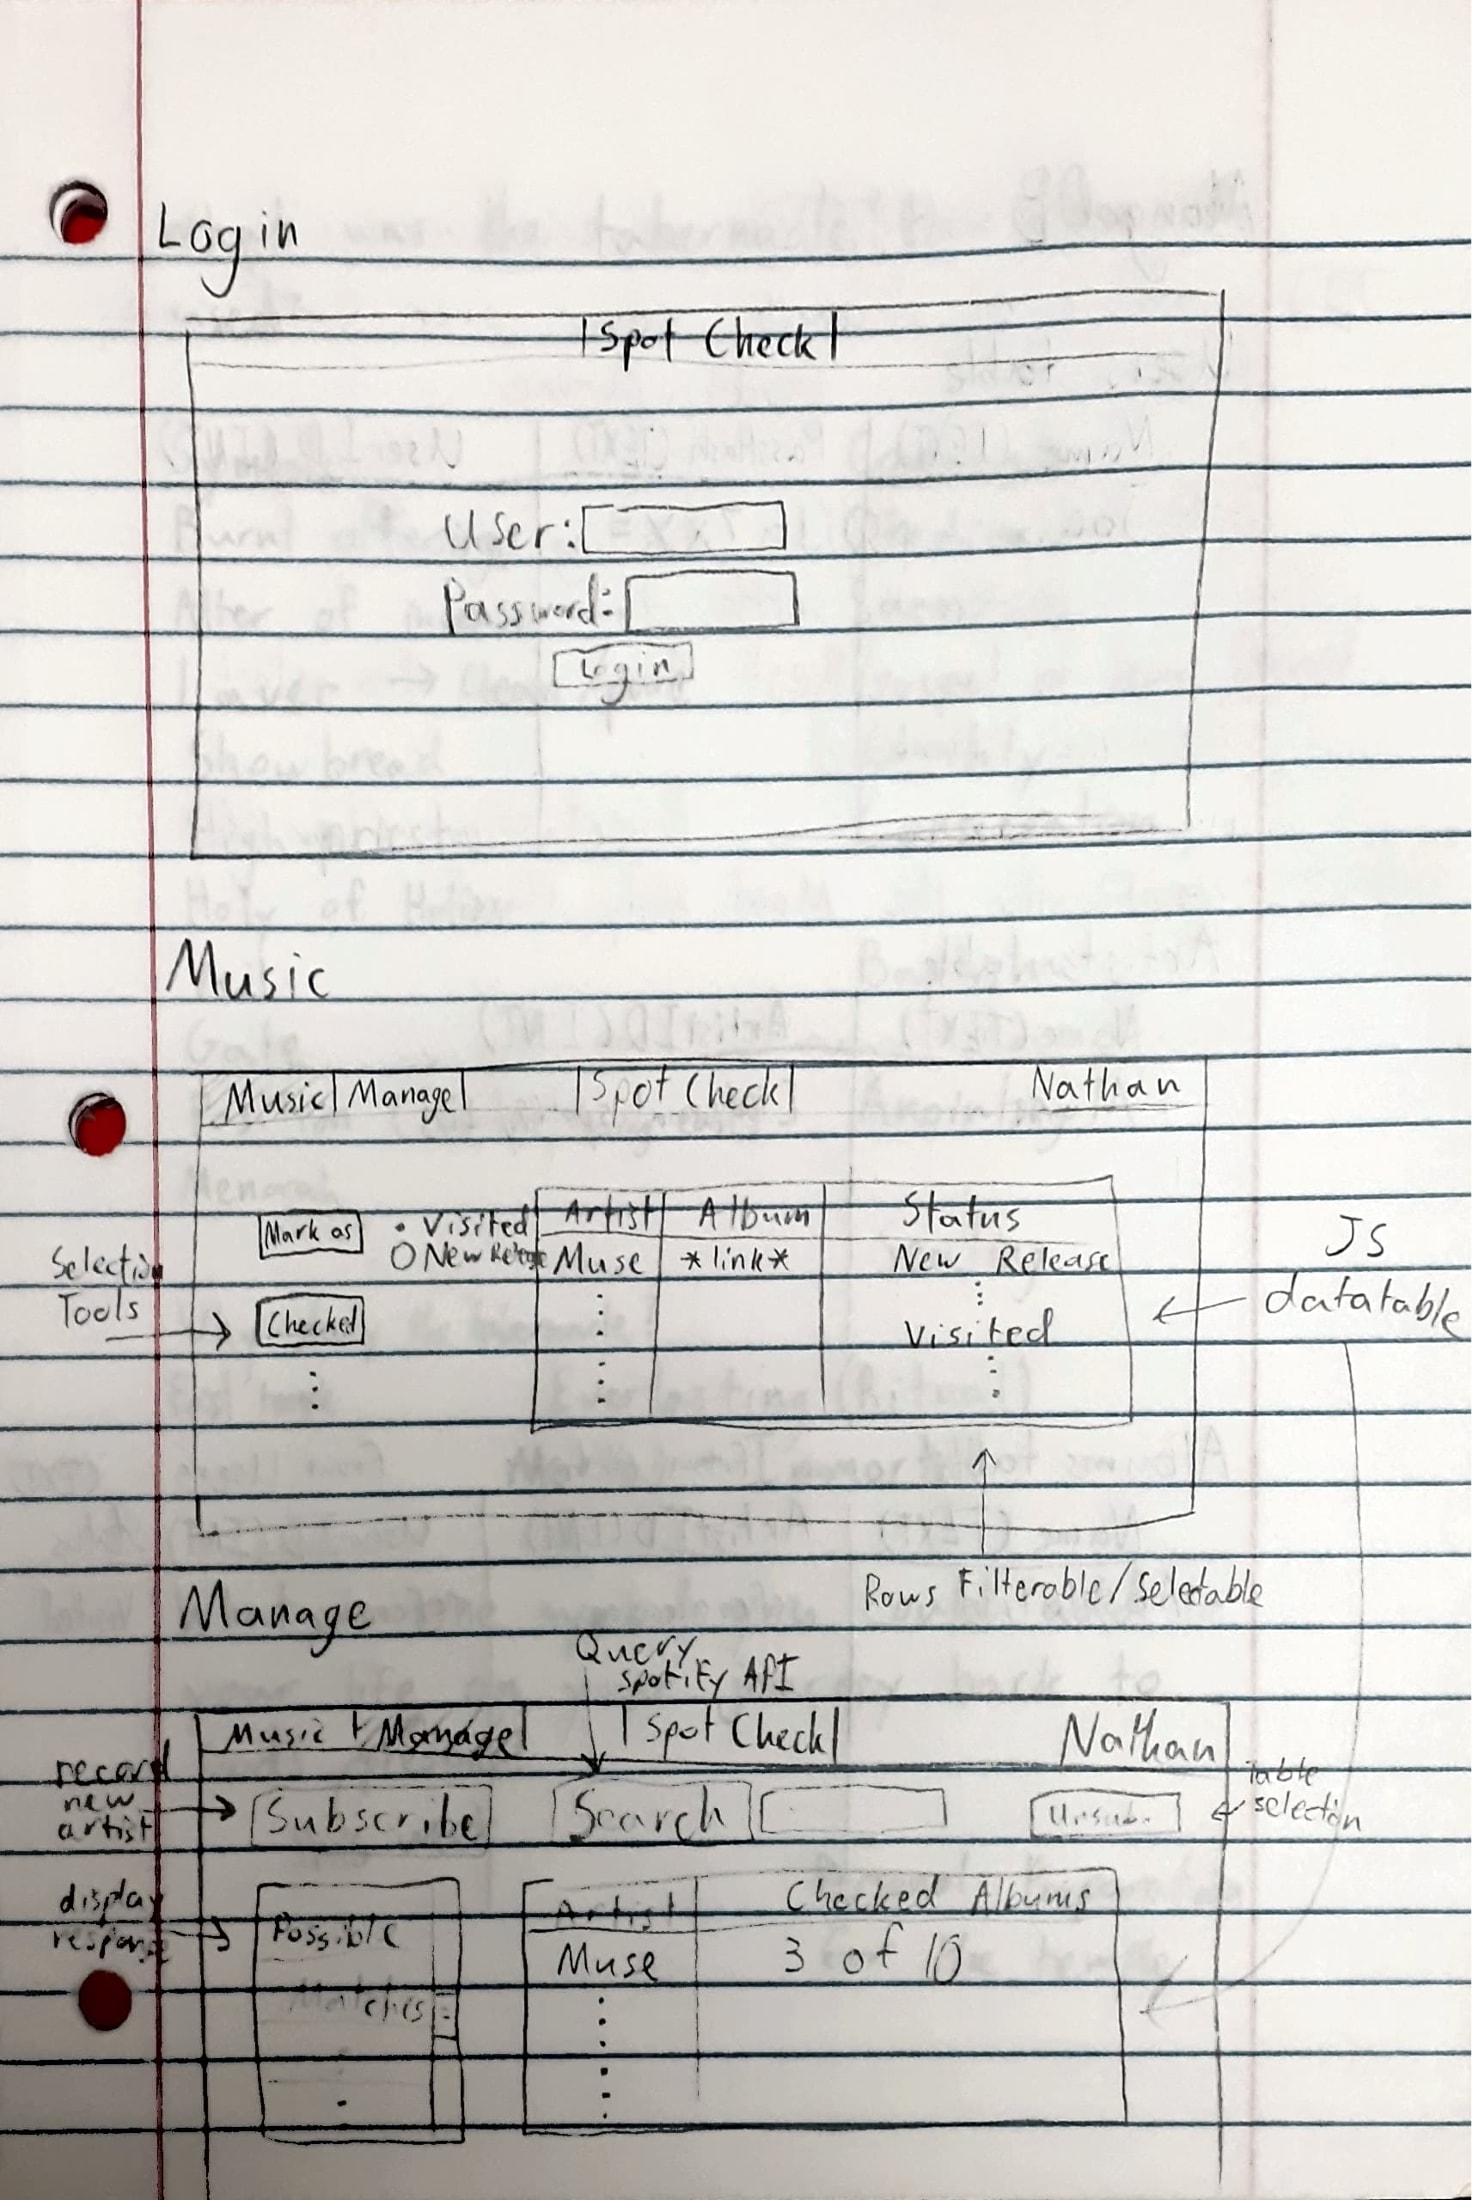 Login
Spot Check
User:
Password:
Login
Music
Music Manage Spot Check Nathan
Mark as • Visited
O New Release
Checked
Selection
Tools
Artist Album Status
Muse *link* New Release
Visited
JS
datatable
Rows Filterable/Selectable
Manage
Query
Spotify API
Music Manage Spot Check Nathan
record
new
artist
Subscribe Search Unsub.
table
selection
display
response
Possible
Matches
Artist Checked Albums
Muse 3 of 10